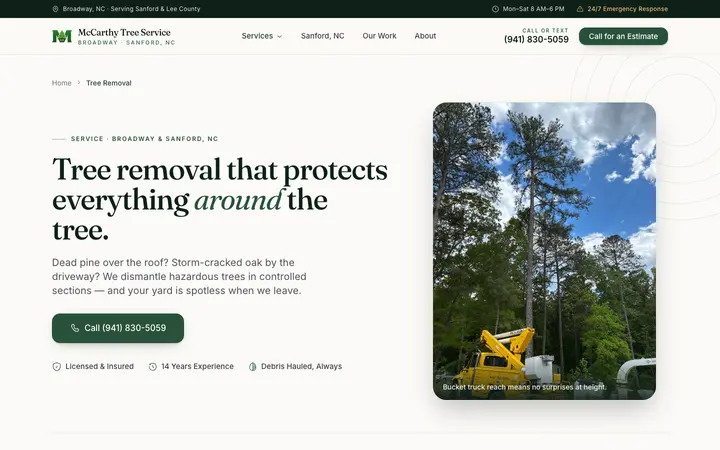 Broadway, NC · Serving Sanford & Lee County
Mon–Sat 8 AM–6 PM
24/7 Emergency Response
McCarthy Tree Service
BROADWAY · SANFORD, NC
Services
Sanford, NC
Our Work
About
CALL OR TEXT
(941) 830-5059
Call for an Estimate
Home > Tree Removal
SERVICE · BROADWAY & SANFORD, NC
Tree removal that protects
everything around the
tree.
Dead pine over the roof? Storm-cracked oak by the
driveway? We dismantle hazardous trees in controlled
sections — and your yard is spotless when we leave.
Call (941) 830-5059
Licensed & Insured
14 Years Experience
Debris Hauled, Always
Bucket truck reach means no surprises at height.